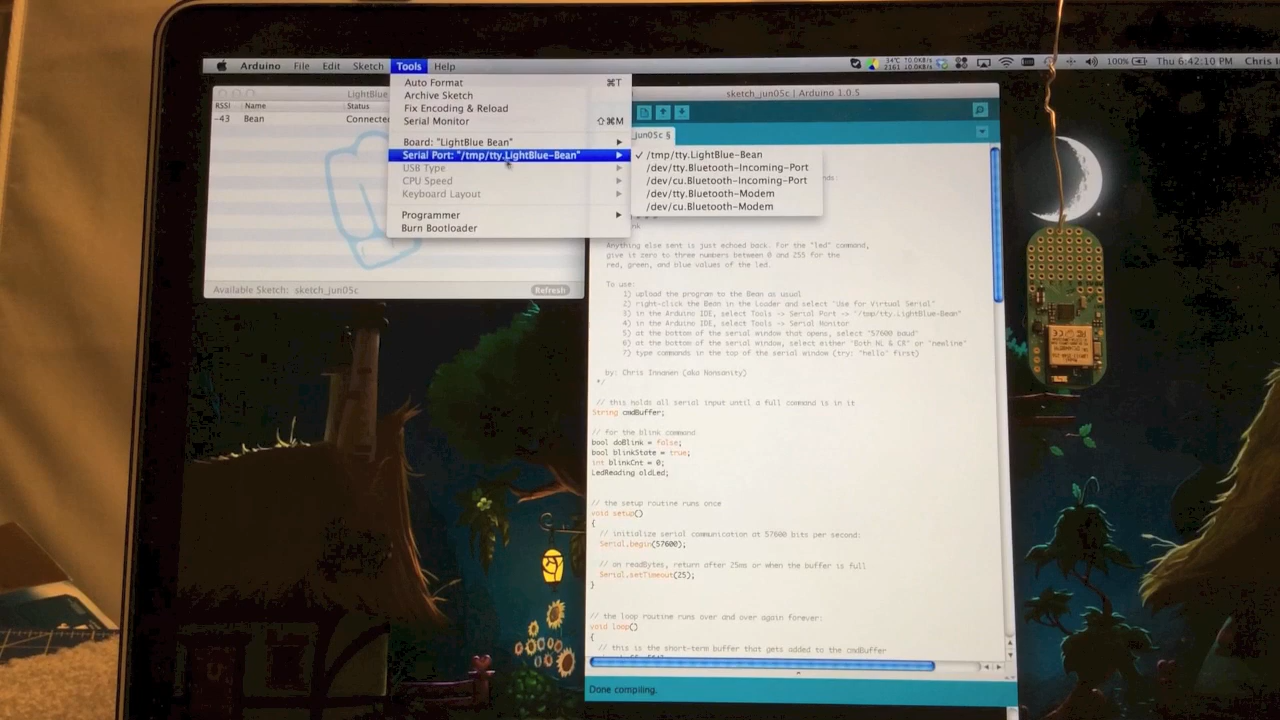 Arduino File Edit Sketch Tools Help
34°C ↑0.0KB/s
2161 ↓0.0KB/s
100% Thu 6:42:10 PM Chris I
LightBlue
RSSI Name Status
-43 Bean Connecte
Available Sketch: sketch_jun05c Refresh
Auto Format ⌘T
Archive Sketch
Fix Encoding & Reload
Serial Monitor ⇧⌘M
Board: "LightBlue Bean"
Serial Port: "/tmp/tty.LightBlue-Bean"
USB Type
CPU Speed
Keyboard Layout
Programmer
Burn Bootloader
✓ /tmp/tty.LightBlue-Bean
/dev/tty.Bluetooth-Incoming-Port
/dev/cu.Bluetooth-Incoming-Port
/dev/tty.Bluetooth-Modem
/dev/cu.Bluetooth-Modem
sketch_jun05c | Arduino 1.0.5
_jun05c §
nds:
nk
Anything else sent is just echoed back. For the "led" command,
give it zero to three numbers between 0 and 255 for the
red, green, and blue values of the led.
To use:
1) upload the program to the Bean as usual
2) right-click the Bean in the Loader and select "Use for Virtual Serial"
3) in the Arduino IDE, select Tools -> Serial Port -> "/tmp/tty.LightBlue-Bean"
4) in the Arduino IDE, select Tools -> Serial Monitor
5) at the bottom of the serial window that opens, select "57600 baud"
6) at the bottom of the serial window, select either "Both NL & CR" or "newline"
7) type commands in the top of the serial window (try: "hello" first)
by: Chris Innanen (aka Nonsanity)
*/
// this holds all serial input until a full command is in it
String cmdBuffer;
// for the blink command
bool doBlink = false;
bool blinkState = true;
int blinkCnt = 0;
LedReading oldLed;
// the setup routine runs once
void setup()
{
// initialize serial communication at 57600 bits per second:
Serial.begin(57600);
// on readBytes, return after 25ms or when the buffer is full
Serial.setTimeout(25);
}
// the loop routine runs over and over again forever:
void loop()
{
// this is the short-term buffer that gets added to the cmdBuffer
Done compiling.